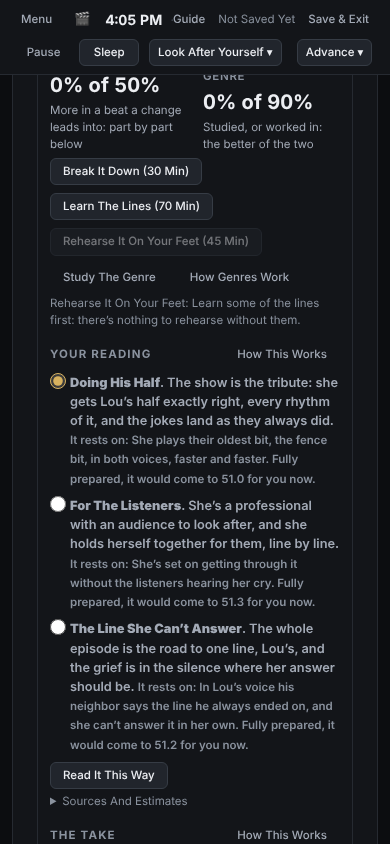 Menu 🎬 4:05 PM Guide Not Saved Yet Save & Exit
Pause Sleep Look After Yourself ▾ Advance ▾
GENRE
0% of 50%
0% of 90%
More in a beat a change
leads into: part by part
below
Studied, or worked in:
the better of the two
Break It Down (30 Min)
Learn The Lines (70 Min)
Rehearse It On Your Feet (45 Min)
Study The Genre How Genres Work
Rehearse It On Your Feet: Learn some of the lines
first: there’s nothing to rehearse without them.
YOUR READING How This Works
Doing His Half. The show is the tribute: she
gets Lou’s half exactly right, every rhythm
of it, and the jokes land as they always did.
It rests on: She plays their oldest bit, the fence
bit, in both voices, faster and faster. Fully
prepared, it would come to 51.0 for you now.
For The Listeners. She’s a professional
with an audience to look after, and she
holds herself together for them, line by line.
It rests on: She’s set on getting through it
without the listeners hearing her cry. Fully
prepared, it would come to 51.3 for you now.
The Line She Can’t Answer. The whole
episode is the road to one line, Lou’s, and
the grief is in the silence where her answer
should be. It rests on: In Lou’s voice his
neighbor says the line he always ended on, and
she can’t answer it in her own. Fully prepared, it
would come to 51.2 for you now.
Read It This Way
▶ Sources And Estimates
THE TAKE How This Works